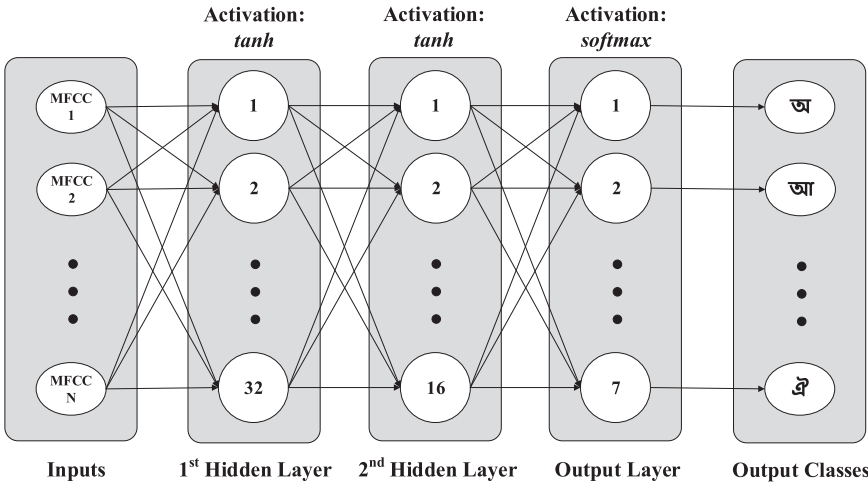 Activation:
tanh
Activation:
tanh
Activation:
softmax
MFCC
1
1
1
1
অ
MFCC
2
2
2
2
আ
MFCC
N
32
16
7
ঐ
Inputs
1st Hidden Layer
2nd Hidden Layer
Output Layer
Output Classes